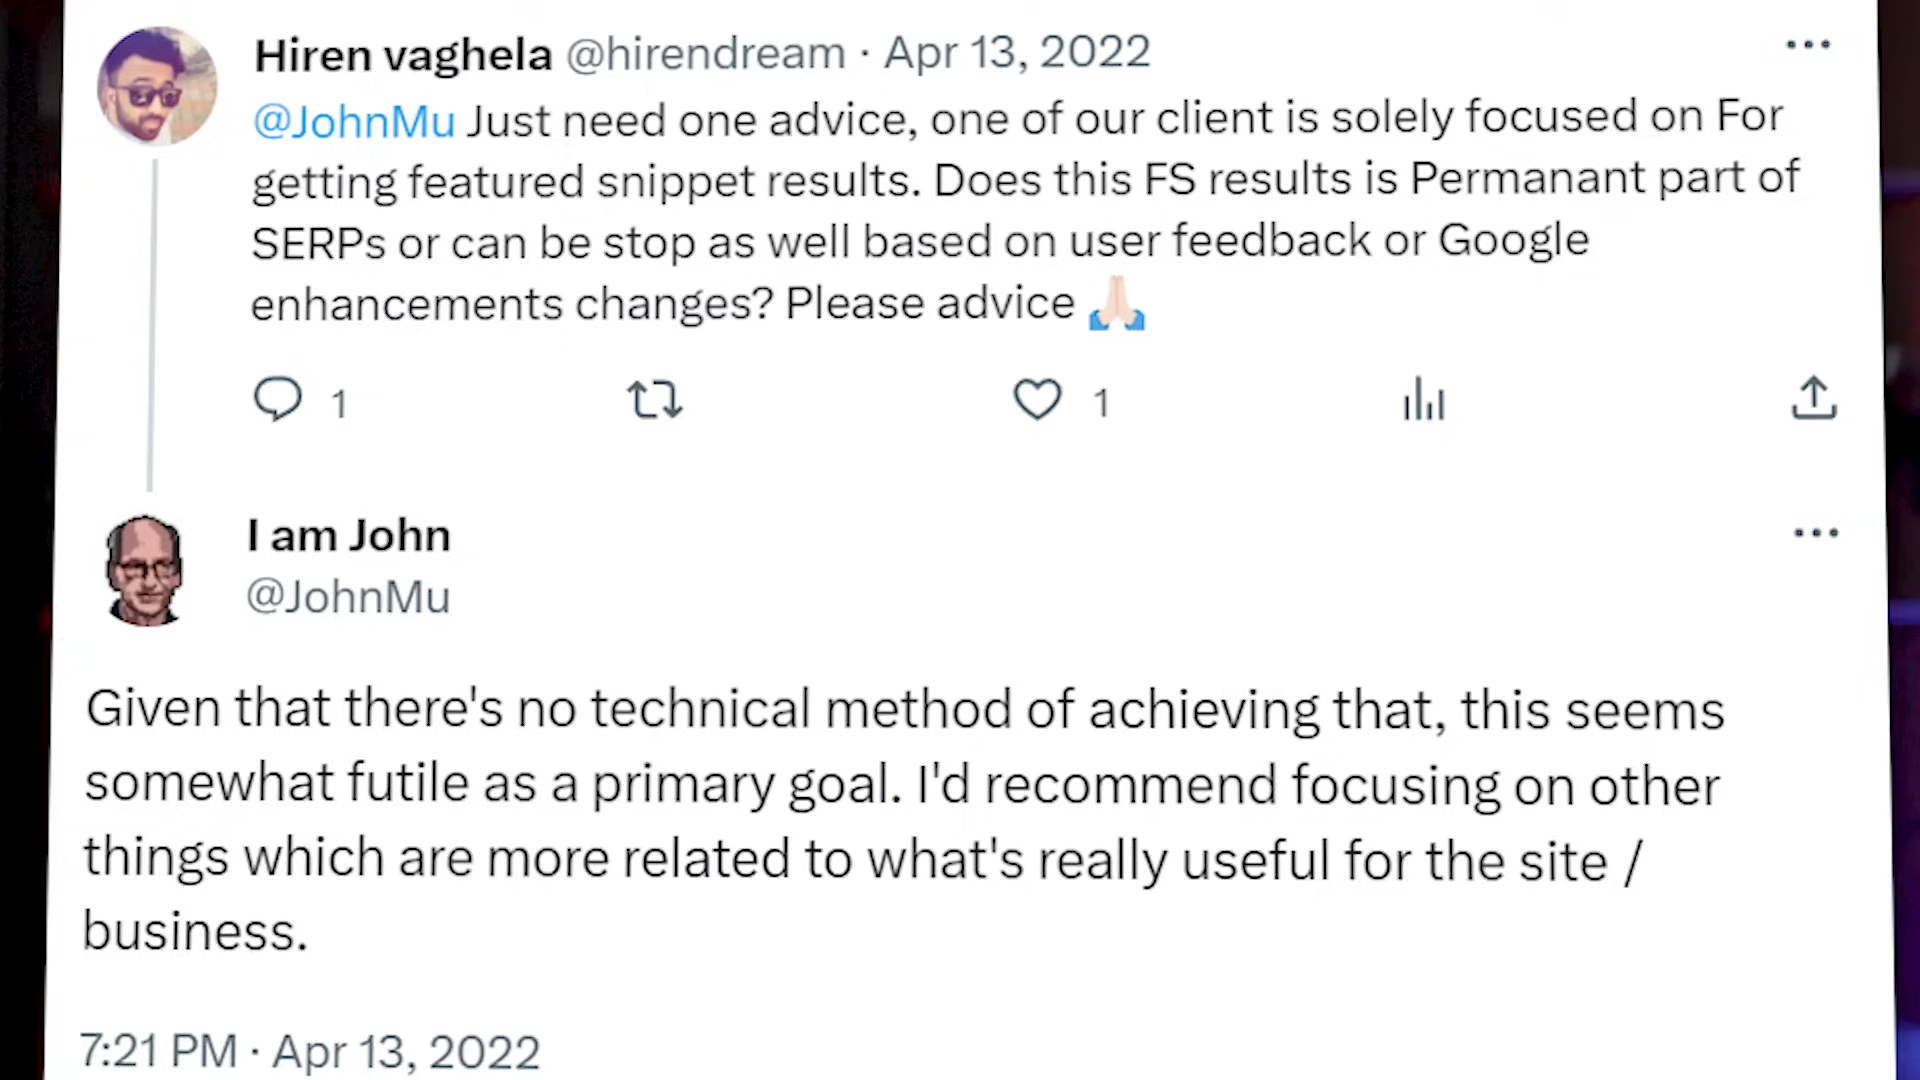 Hiren vaghela @hirendream · Apr 13, 2022
@JohnMu Just need one advice, one of our client is solely focused on For
getting featured snippet results. Does this FS results is Permanant part of
SERPs or can be stop as well based on user feedback or Google
enhancements changes? Please advice 🙏🏻
1 1
I am John
@JohnMu
Given that there's no technical method of achieving that, this seems
somewhat futile as a primary goal. I'd recommend focusing on other
things which are more related to what's really useful for the site /
business.
7:21 PM · Apr 13, 2022